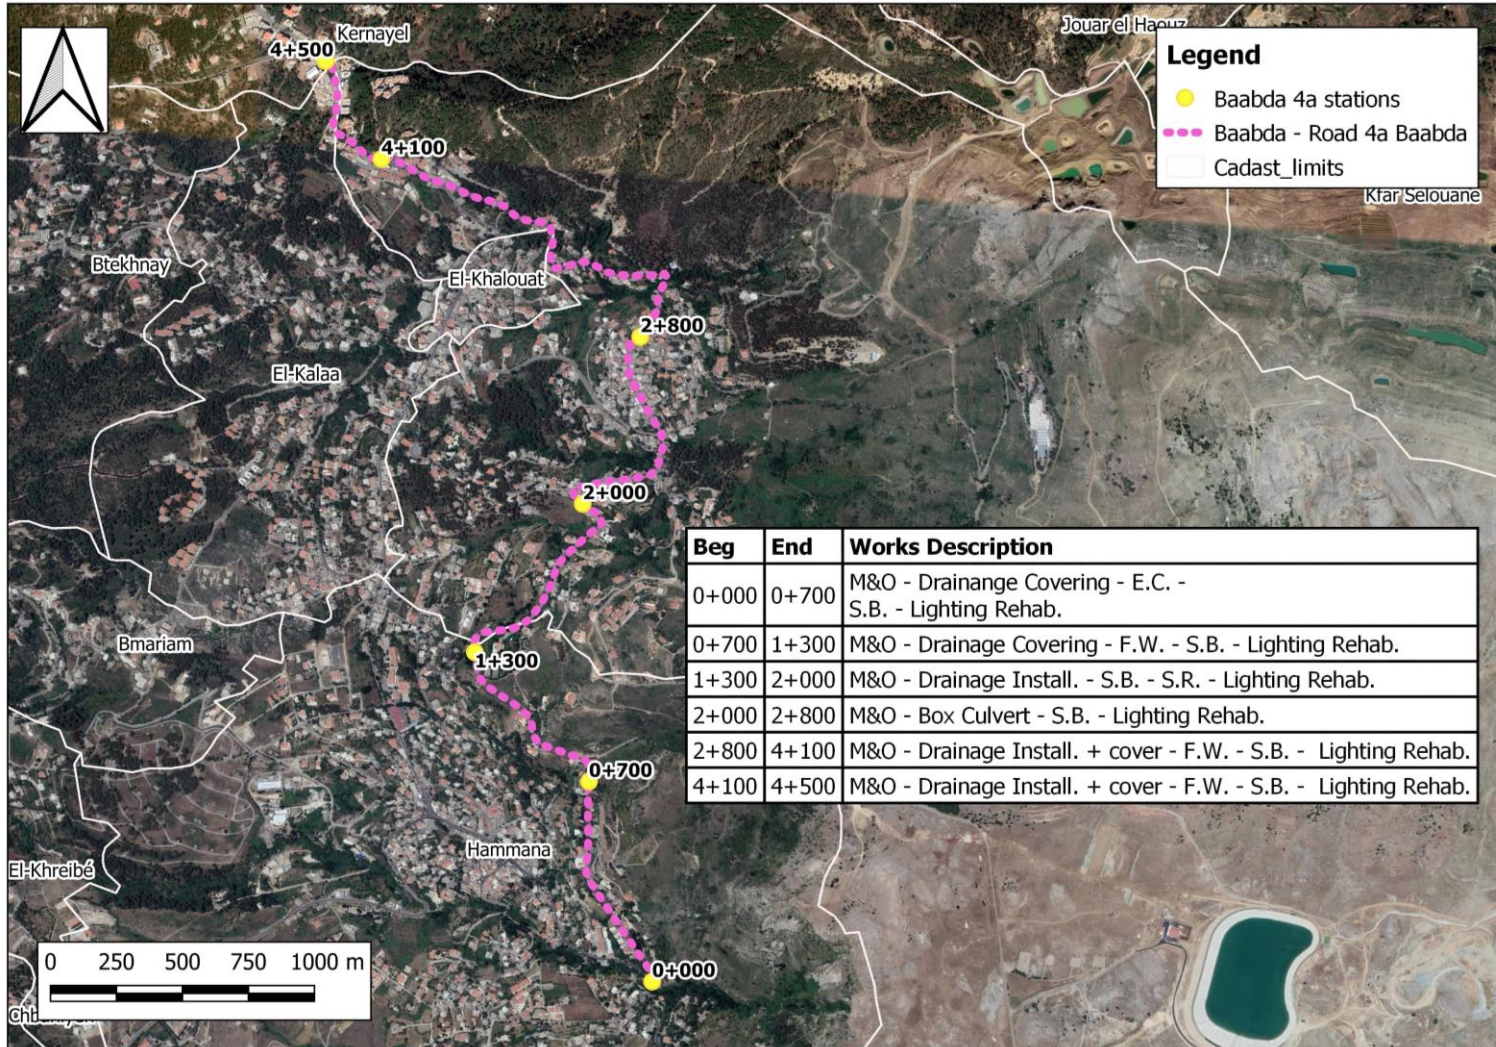 Kernayel
4+500
Jouar el Haouz
Legend
Baabda 4a stations
Baabda - Road 4a Baabda
Cadast_limits
Kfar Selouane
4+100
Btekhnay
El-Khalouat
2+800
El-Kalaa
2+000
Beg End Works Description
0+000 0+700 M&O - Drainange Covering - E.C. -
S.B. - Lighting Rehab.
0+700 1+300 M&O - Drainage Covering - F.W. - S.B. - Lighting Rehab.
1+300 2+000 M&O - Drainage Install. - S.B. - S.R. - Lighting Rehab.
2+000 2+800 M&O - Box Culvert - S.B. - Lighting Rehab.
2+800 4+100 M&O - Drainage Install. + cover - F.W. - S.B. - Lighting Rehab.
4+100 4+500 M&O - Drainage Install. + cover - F.W. - S.B. - Lighting Rehab.
Bmariam
1+300
0+700
Hammana
El-Khreibé
0 250 500 750 1000 m
0+000